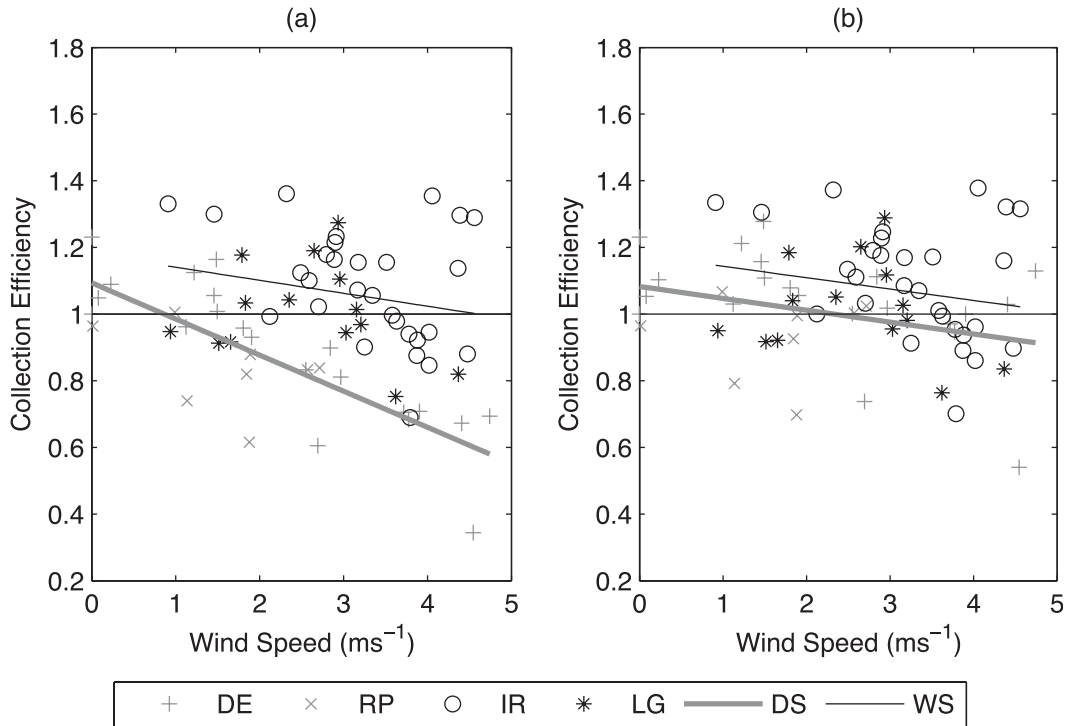 (a)
1.8
1.6
1.4
1.2
1.0
0.8
0.6
0.4
0.2
Collection Efficiency
0 1 2 3 4 5
Wind Speed (ms⁻¹)
(b)
1.8
1.6
1.4
1.2
1.0
0.8
0.6
0.4
0.2
Collection Efficiency
0 1 2 3 4 5
Wind Speed (ms⁻¹)
DE RP IR LG DS WS